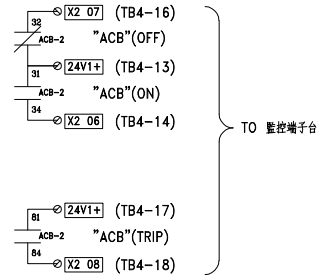 X2 07 (TB4-16)
32
ACB-2 "ACB"(OFF)
31 24V1+ (TB4-13)
ACB-2 "ACB"(ON)
34 X2 06 (TB4-14)
TO 監控端子台
24V1+ (TB4-17)
81
ACB-2 "ACB"(TRIP)
84
X2 08 (TB4-18)